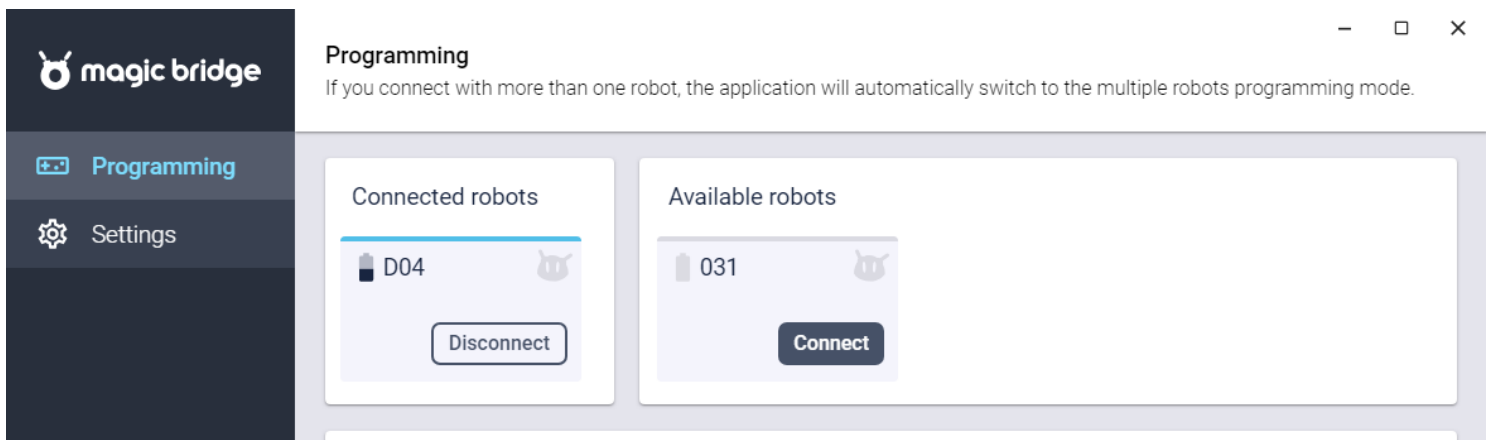 magic bridge
Programming
If you connect with more than one robot, the application will automatically switch to the multiple robots programming mode.
Programming
Settings
Connected robots
D04
Disconnect
Available robots
031
Connect